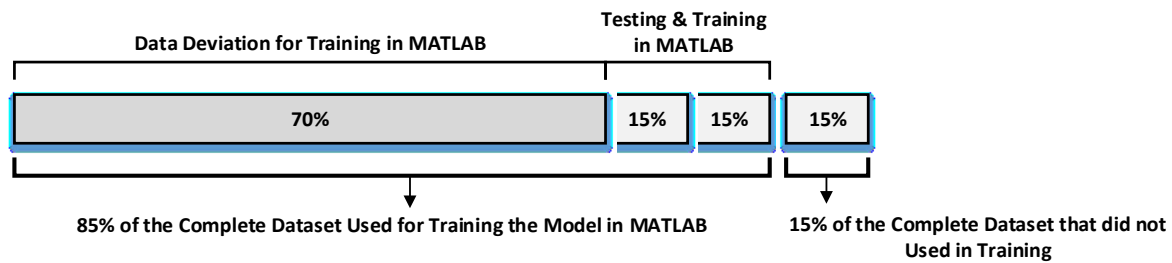 Testing & Training
in MATLAB
Data Deviation for Training in MATLAB
70%
15%
15%
15%
85% of the Complete Dataset Used for Training the Model in MATLAB
15% of the Complete Dataset that did not
Used in Training